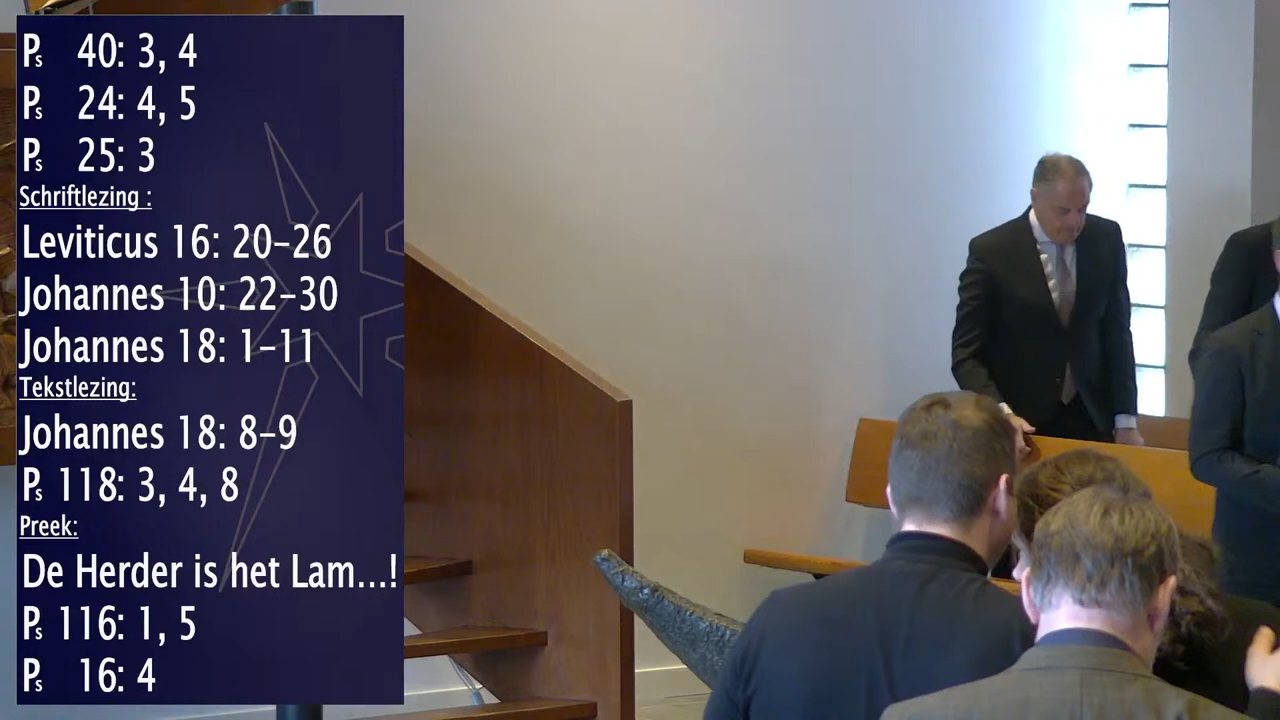 Ps 40: 3, 4
Ps 24: 4, 5
Ps 25: 3
Schriftlezing :
Leviticus 16: 20-26
Johannes 10: 22-30
Johannes 18: 1-11
Tekstlezing:
Johannes 18: 8-9
Ps 118: 3, 4, 8
Preek:
De Herder is het Lam...!
Ps 116: 1, 5
Ps 16: 4